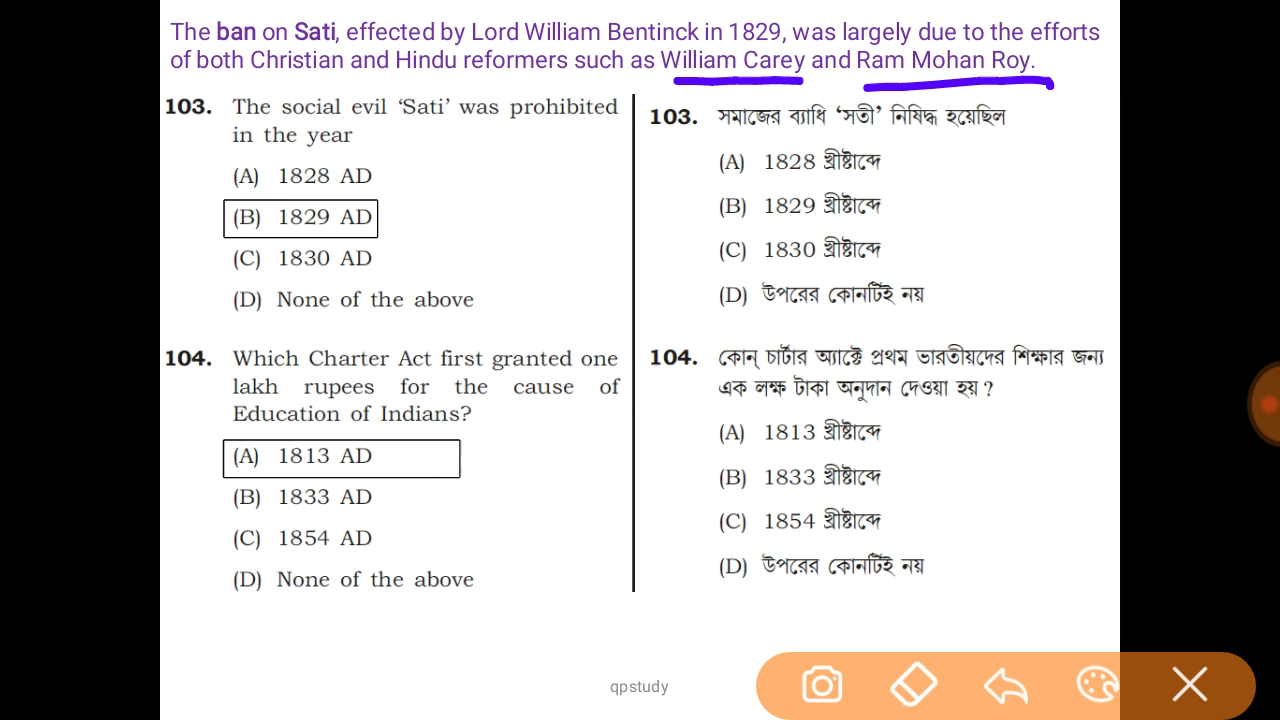 The ban on Sati, effected by Lord William Bentinck in 1829, was largely due to the efforts
of both Christian and Hindu reformers such as William Carey and Ram Mohan Roy.
103. The social evil ‘Sati’ was prohibited
in the year
(A) 1828 AD
(B) 1829 AD
(C) 1830 AD
(D) None of the above
104. Which Charter Act first granted one
lakh rupees for the cause of
Education of Indians?
(A) 1813 AD
(B) 1833 AD
(C) 1854 AD
(D) None of the above
103. সমাজের ব্যাধি ‘সতী’ নিষিদ্ধ হয়েছিল
(A) 1828 খ্রীষ্টাব্দে
(B) 1829 খ্রীষ্টাব্দে
(C) 1830 খ্রীষ্টাব্দে
(D) উপরের কোনটিই নয়
104. কোন্ চার্টার অ্যাক্টে প্রথম ভারতীয়দের শিক্ষার জন্য
এক লক্ষ টাকা অনুদান দেওয়া হয় ?
(A) 1813 খ্রীষ্টাব্দে
(B) 1833 খ্রীষ্টাব্দে
(C) 1854 খ্রীষ্টাব্দে
(D) উপরের কোনটিই নয়
qpstudy